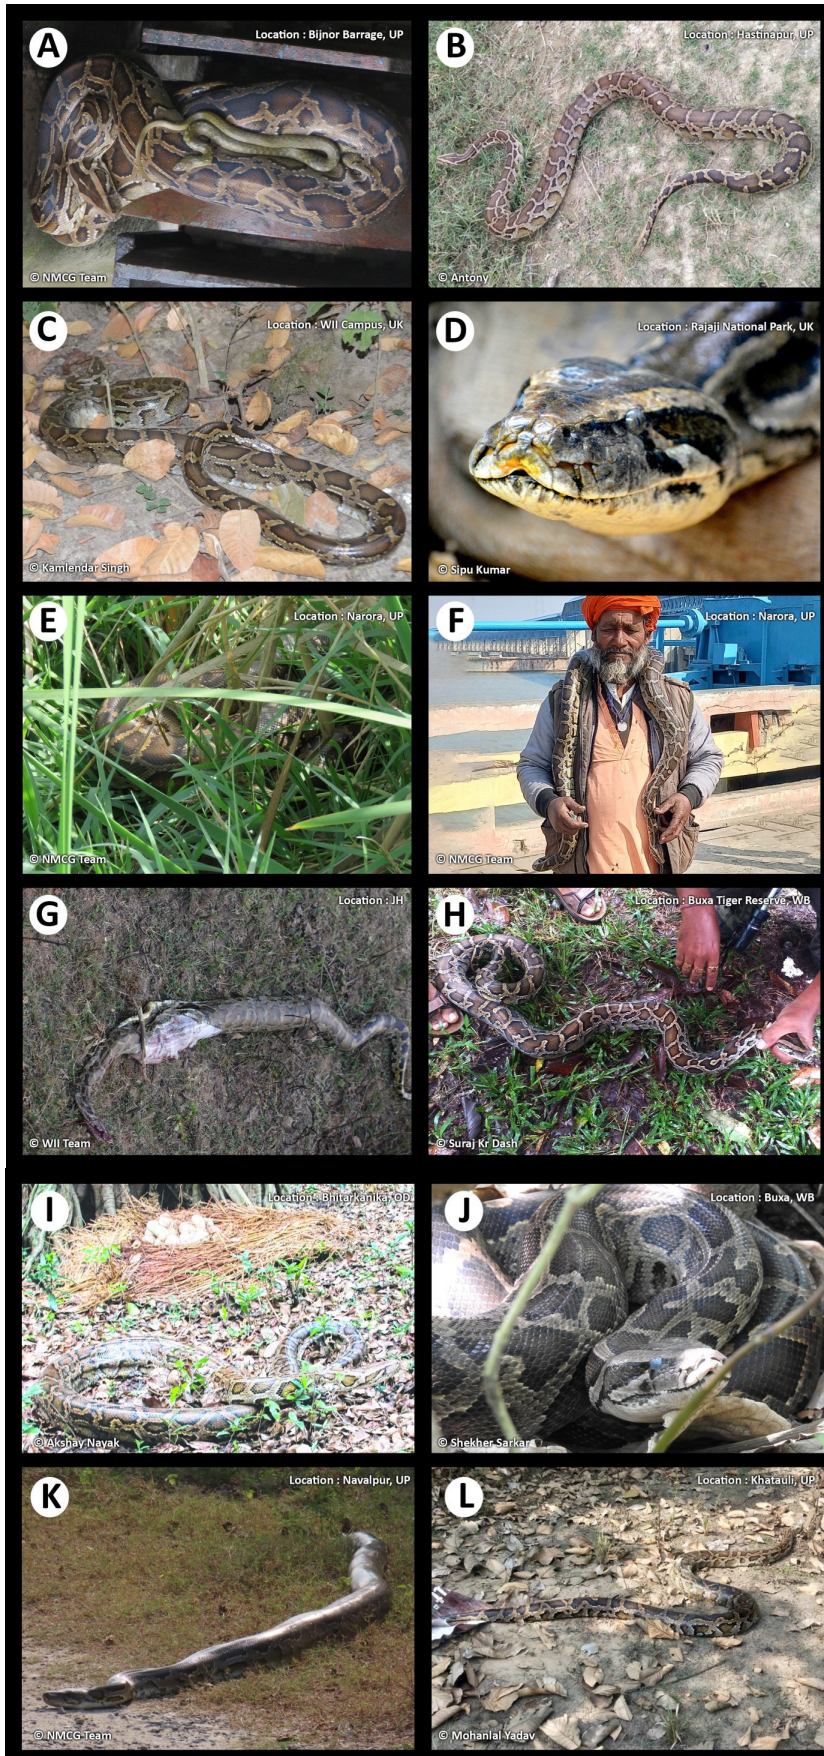 A
Location : Bijnor Barrage, UP
© NMCG Team
B
Location : Hastinapur, UP
© Antony
C
Location : WII Campus, UK
© Kamlendar Singh
D
Location : Rajaji National Park, UK
© Sipu Kumar
E
Location : Narora, UP
© NMCG Team
F
Location : Narora, UP
© NMCG Team
G
Location : JH
© WII Team
H
Location : Buxa Tiger Reserve, WB
© Suraj Kr Dash
I
Location : Bhitarkanika, OD
© Akshay Nayak
J
Location : Buxa, WB
© Shekher Sarkar
K
Location : Navalpur, UP
© NMCG Team
L
Location : Khatauli, UP
© Mohanlal Yadav